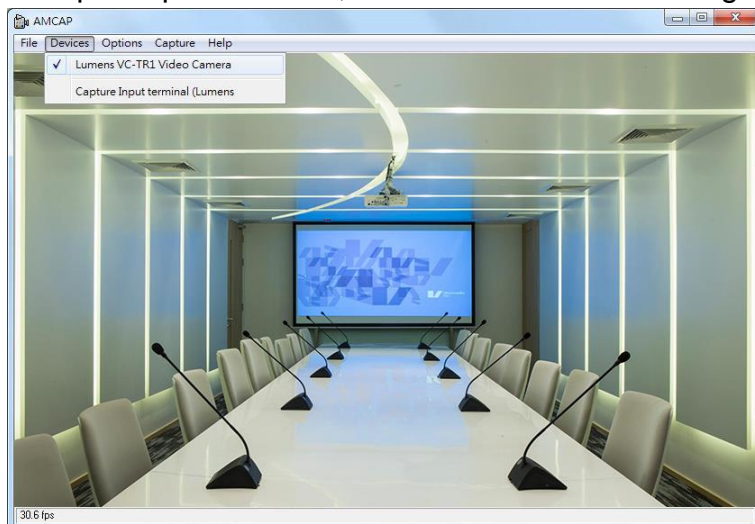 AMCAP
File Devices Options Capture Help
✓ Lumens VC-TR1 Video Camera
Capture Input terminal (Lumens
30.6 fps